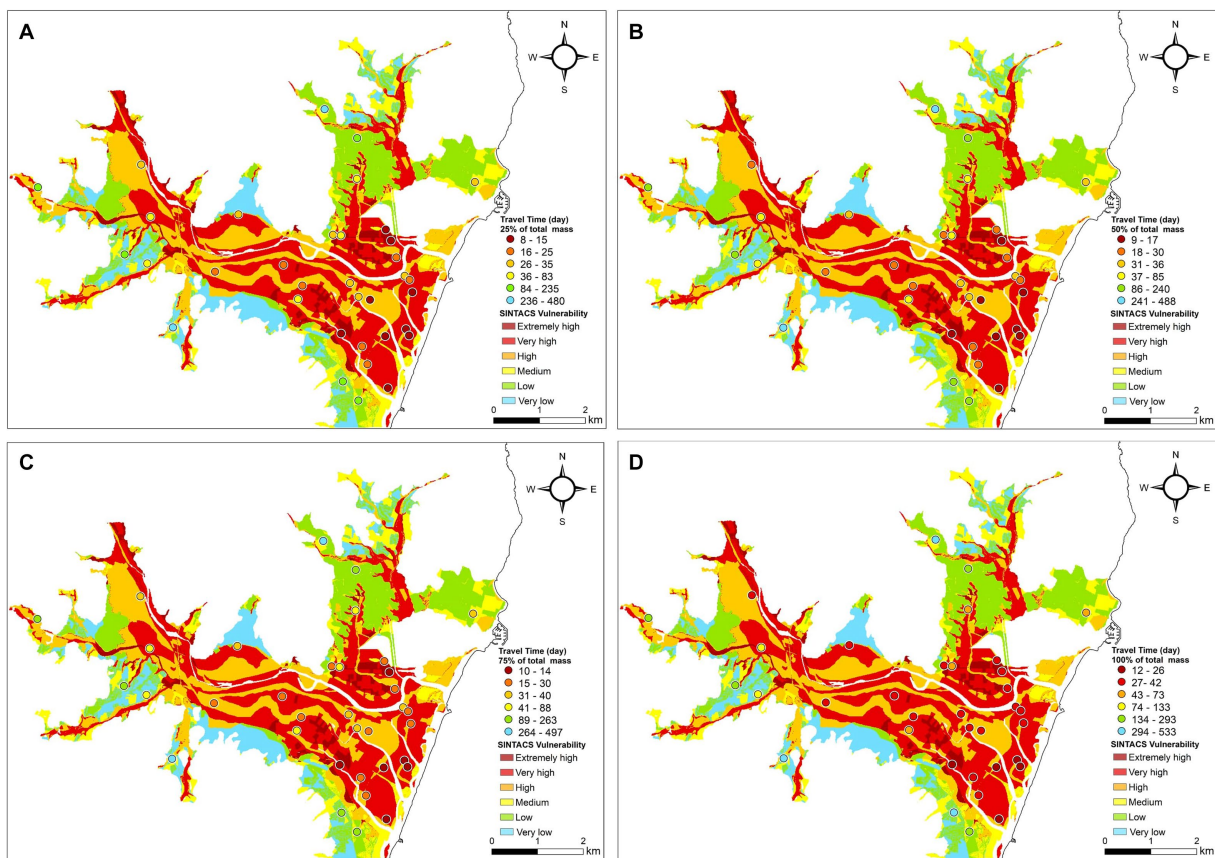 A
N
W E
S
Travel Time (day)
25% of total mass
8 - 15
16 - 25
26 - 35
36 - 83
84 - 235
236 - 480
SINTACS Vulnerability
Extremely high
Very high
High
Medium
Low
Very low
0 1 2
km
B
N
W E
S
Travel Time (day)
50% of total mass
9 - 17
18 - 30
31 - 36
37 - 85
86 - 240
241 - 488
SINTACS Vulnerability
Extremely high
Very high
High
Medium
Low
Very low
0 1 2
km
C
N
W E
S
Travel Time (day)
75% of total mass
10 - 14
15 - 30
31 - 40
41 - 88
89 - 263
264 - 497
SINTACS Vulnerability
Extremely high
Very high
High
Medium
Low
Very low
0 1 2
km
D
N
W E
S
Travel Time (day)
100% of total mass
12 - 26
27 - 42
43 - 73
74 - 133
134 - 293
294 - 533
SINTACS Vulnerability
Extremely high
Very high
High
Medium
Low
Very low
0 1 2
km